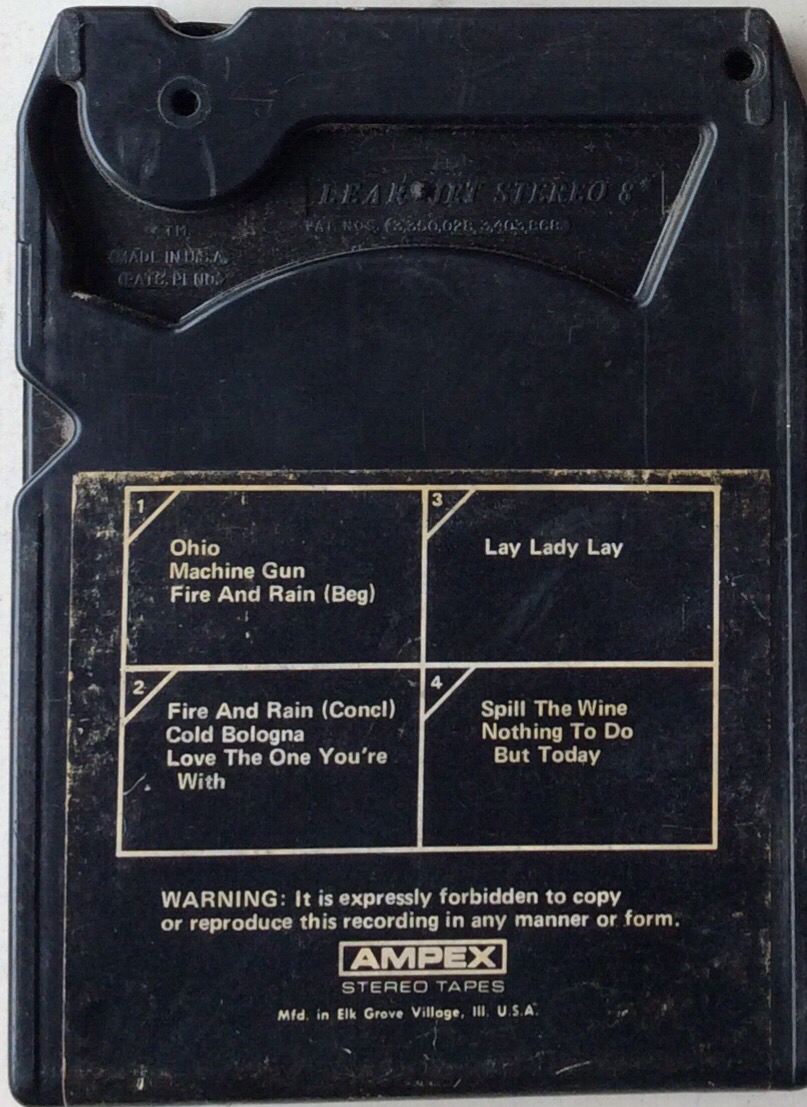 LEAR JET STEREO 8
PAT. NOS. (3,350,025, 3,403,868)
TM
MADE IN U.S.A.
(PATS. PEND.)
1
Ohio
Machine Gun
Fire And Rain (Beg)
3
Lay Lady Lay
2
Fire And Rain (Concl)
Cold Bologna
Love The One You're
With
4
Spill The Wine
Nothing To Do
But Today
WARNING: It is expressly forbidden to copy
or reproduce this recording in any manner or form.
AMPEX
STEREO TAPES
Mfd. in Elk Grove Village, Ill. U.S.A.